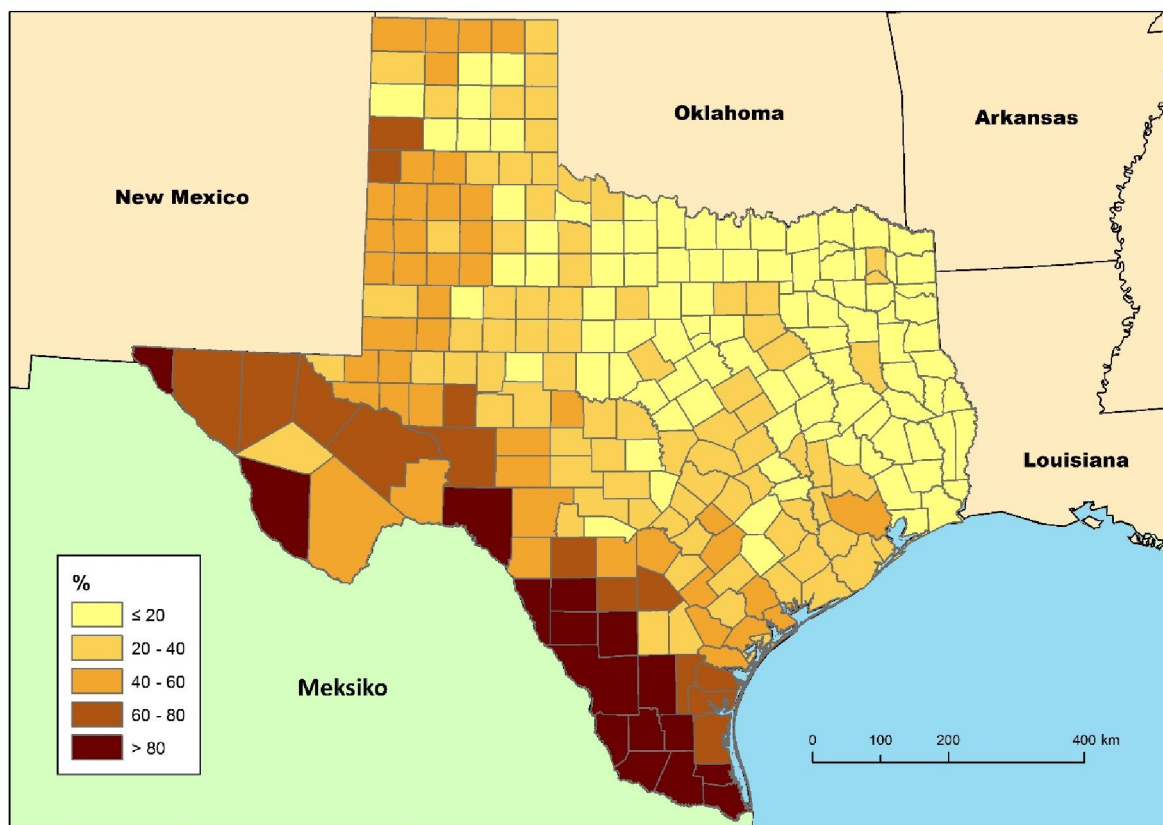 Oklahoma
Arkansas
New Mexico
Louisiana
Meksiko
%
≤ 20
20 - 40
40 - 60
60 - 80
> 80
0 100 200 400 km